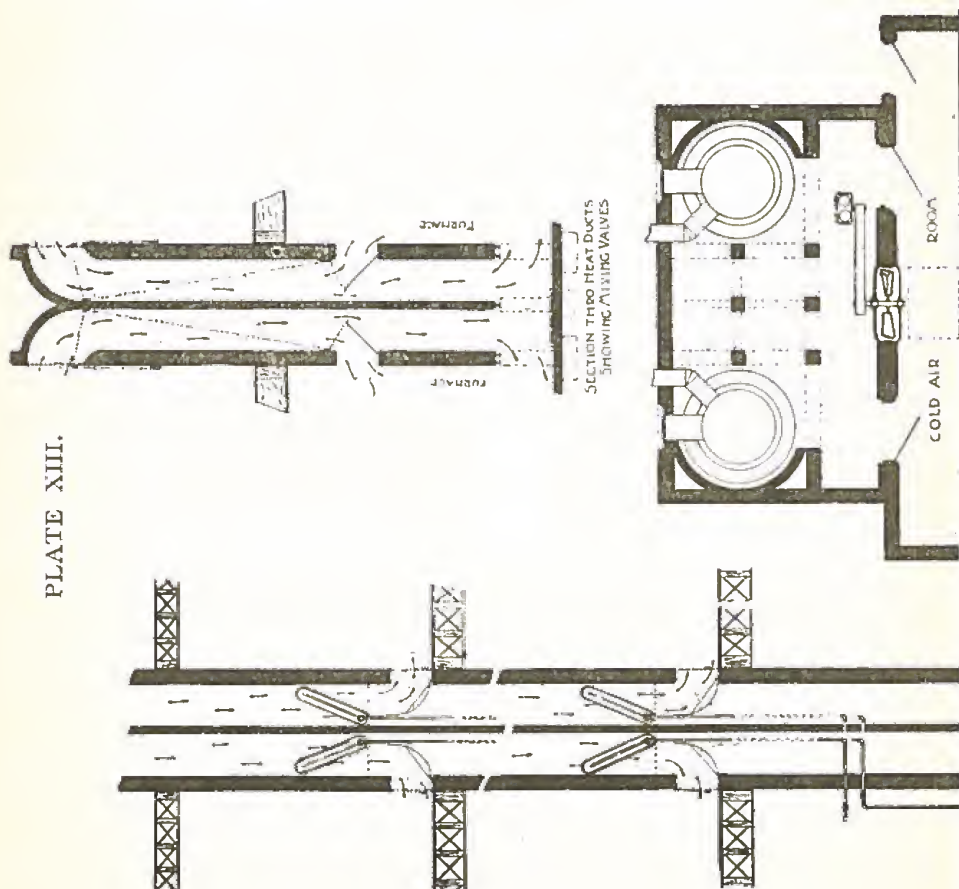 PLATE XIII.
FURNACE
FURNACE
SECTION THRO HEAT DUCTS
SHOWING MIXING VALVES
COLD AIR
ROOM